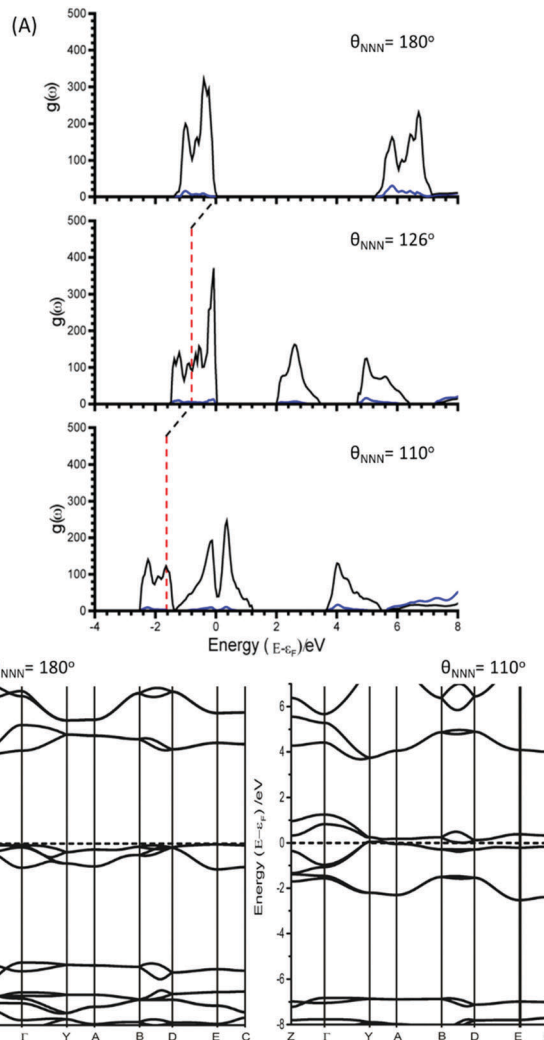 (A)
θNNN= 180°
500
400
300
200
100
0
g(ω)
θNNN= 126°
500
400
300
200
100
0
g(ω)
θNNN= 110°
500
400
300
200
100
0
g(ω)
-4 -2 0 2 4 6 8
Energy (E-εF)/eV
NNN= 180°
θNNN= 110°
Energy (E-εF)/eV
6
4
2
0
-2
-4
-6
-8
Γ Y A B D E C
Z Γ Y A B D E